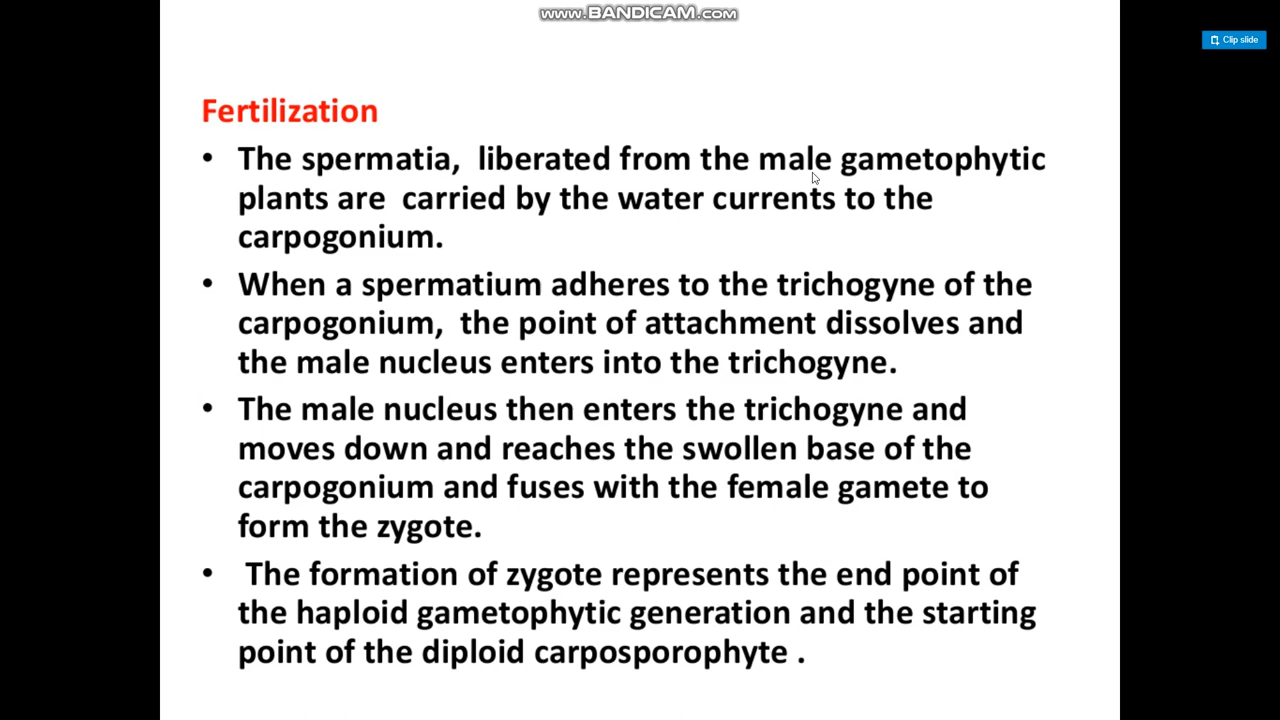 www.BANDICAM.com
Clip slide
Fertilization
• The spermatia, liberated from the male gametophytic
plants are carried by the water currents to the
carpogonium.
• When a spermatium adheres to the trichogyne of the
carpogonium, the point of attachment dissolves and
the male nucleus enters into the trichogyne.
• The male nucleus then enters the trichogyne and
moves down and reaches the swollen base of the
carpogonium and fuses with the female gamete to
form the zygote.
• The formation of zygote represents the end point of
the haploid gametophytic generation and the starting
point of the diploid carposporophyte .